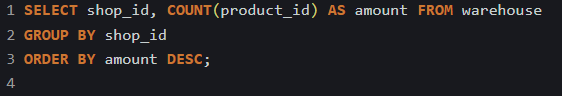 1 SELECT shop_id, COUNT(product_id) AS amount FROM warehouse
2 GROUP BY shop_id
3 ORDER BY amount DESC;
4